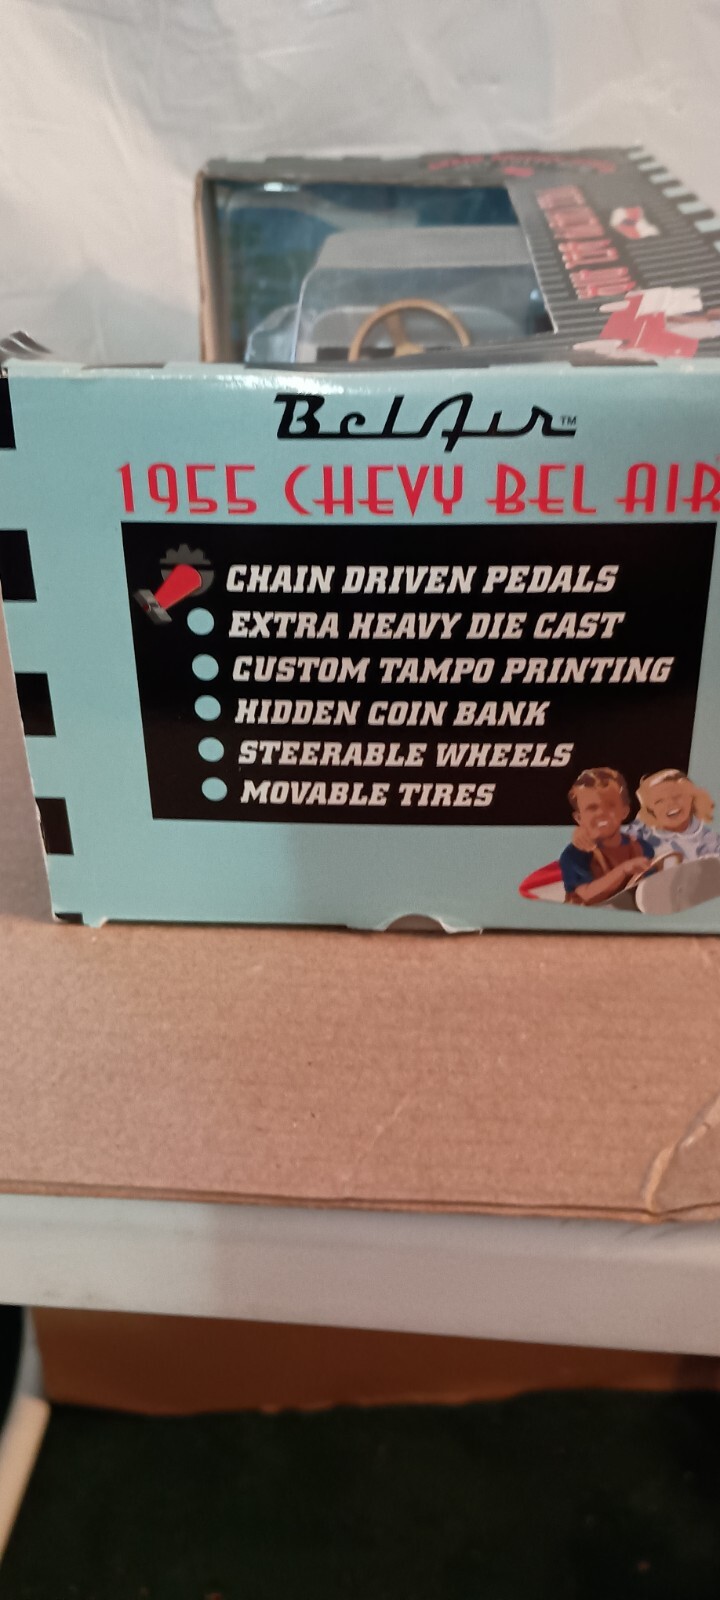 BelAir™
1955 CHEVY BEL AIR
CHAIN DRIVEN PEDALS
EXTRA HEAVY DIE CAST
CUSTOM TAMPO PRINTING
HIDDEN COIN BANK
STEERABLE WHEELS
MOVABLE TIRES